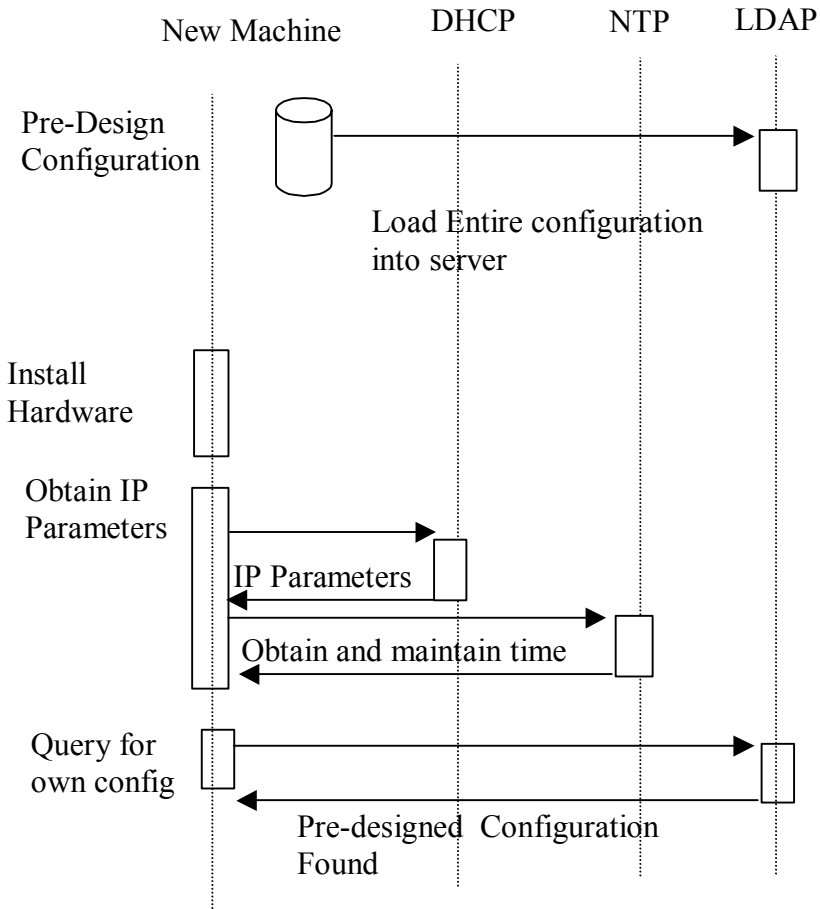 New Machine
DHCP
NTP
LDAP
Pre-Design
Configuration
Load Entire configuration
into server
Install
Hardware
Obtain IP
Parameters
IP Parameters
Obtain and maintain time
Query for
own config
Pre-designed Configuration
Found